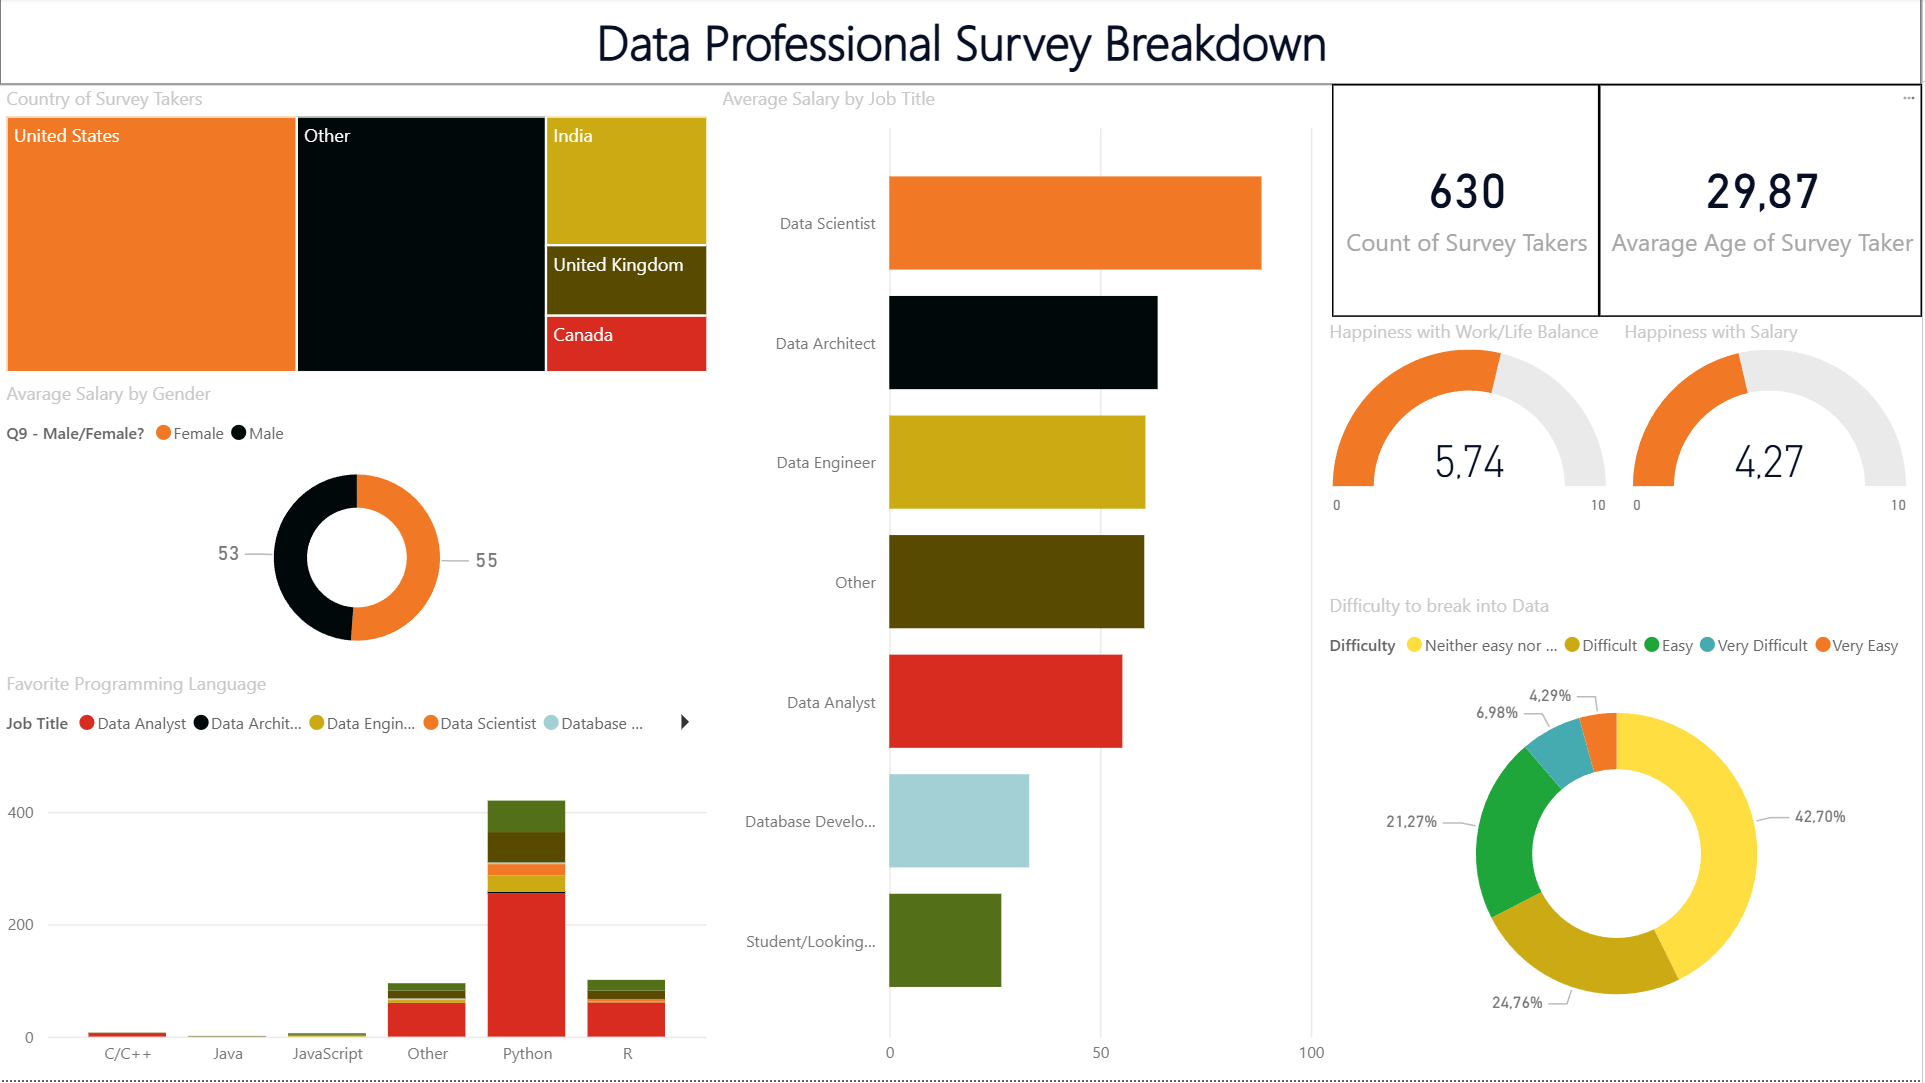 Data Professional Survey Breakdown
Country of Survey Takers
United States
Other
India
United Kingdom
Canada
Avarage Salary by Gender
Q9 - Male/Female? Female Male
53
55
Favorite Programming Language
Job Title Data Analyst Data Archit... Data Engin... Data Scientist Database ...
400
200
0
C/C++ Java JavaScript Other Python R
Average Salary by Job Title
Data Scientist
Data Architect
Data Engineer
Other
Data Analyst
Database Develo...
Student/Looking...
0 50 100
630
Count of Survey Takers
29,87
Avarage Age of Survey Taker
Happiness with Work/Life Balance
5,74
0 10
Happiness with Salary
4,27
0 10
Difficulty to break into Data
Difficulty Neither easy nor ... Difficult Easy Very Difficult Very Easy
4,29%
6,98%
21,27%
42,70%
24,76%